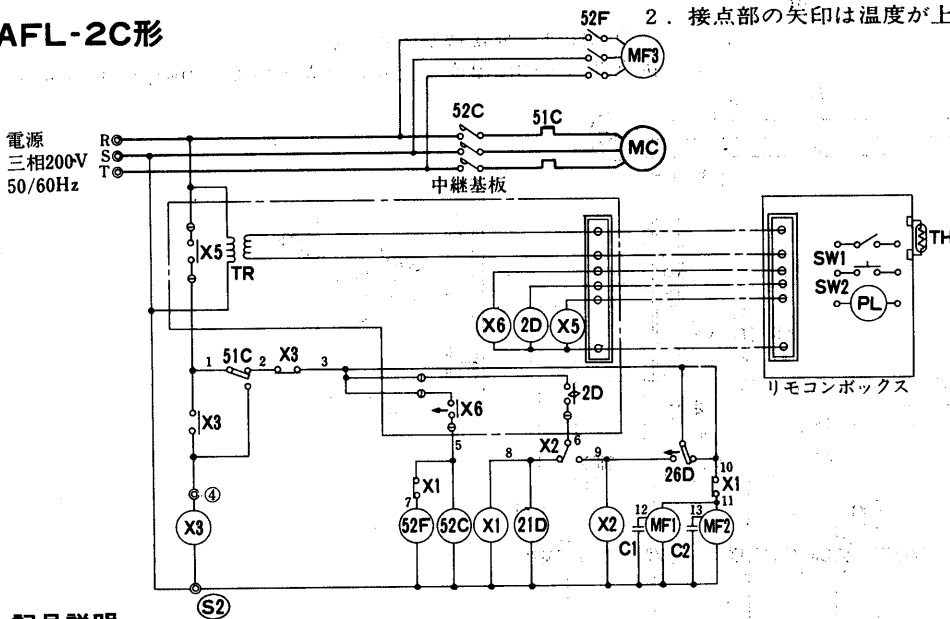 AFL-2C形
2．接点部の矢印は温度が上
52F
MF3
電源
三相200V
50/60Hz
R
S
T
52C
51C
MC
中継基板
X5
TR
X6
2D
X5
SW1
SW2
PL
TH
リモコンボックス
1
51C
2
X3
3
X3
X6
2D
5
X2
6
8
9
26D
10
X1
11
7
X1
④
X3
52F
52C
X1
21D
X2
12
MF1
13
MF2
C1
C2
S2